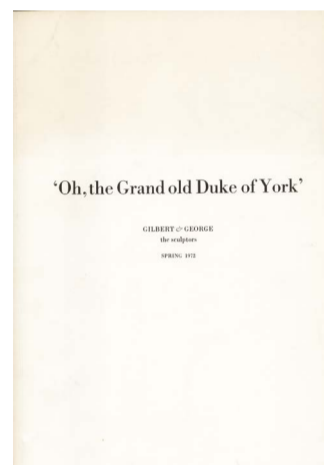 ‘Oh, the Grand old Duke of York’
GILBERT & GEORGE
the sculptors
SPRING 1972